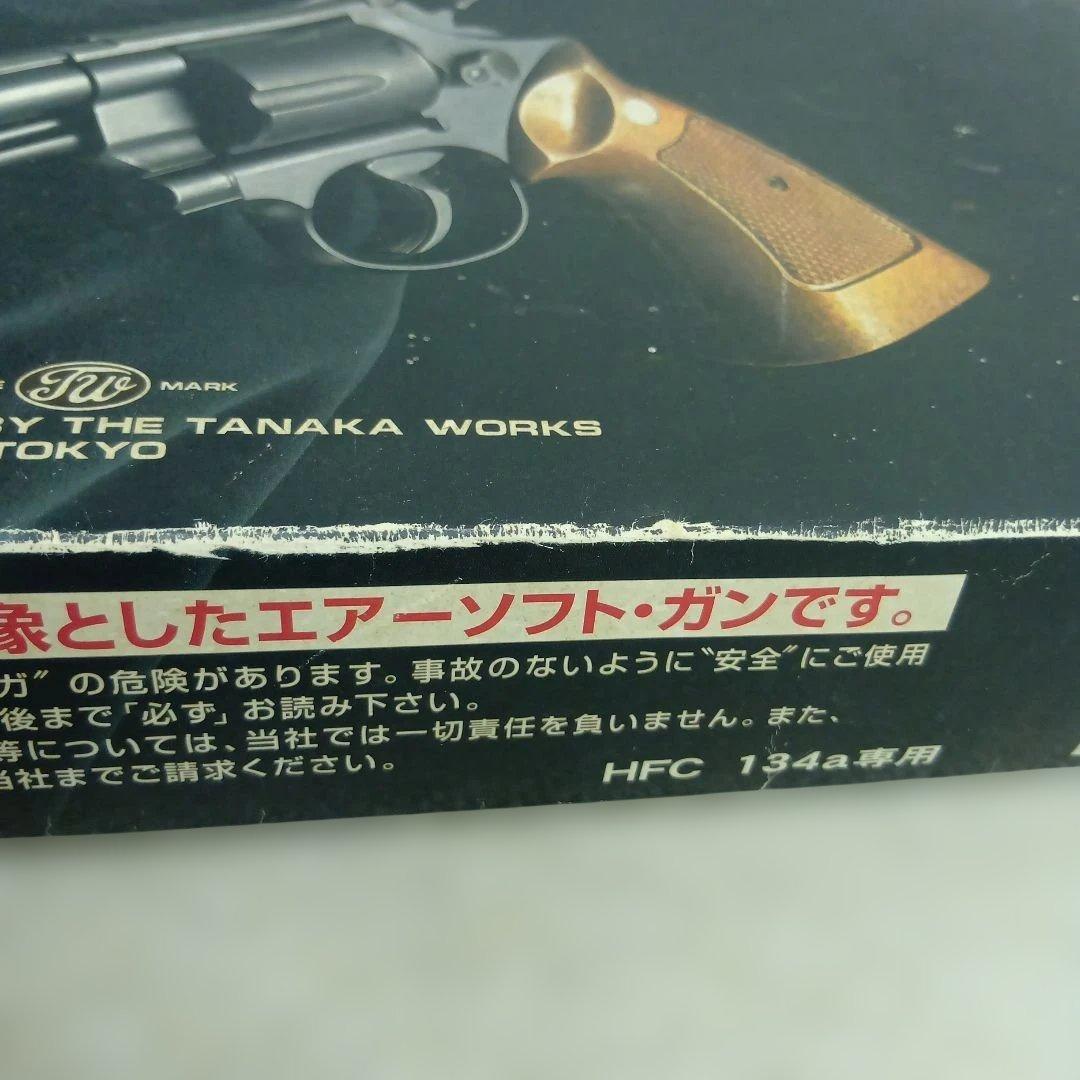 TW MARK
BY THE TANAKA WORKS
TOKYO
象としたエアーソフト・ガンです。
ガ〟の危険があります。事故のないように〝安全〟にご使用
後まで「必ず」お読み下さい。
等については、当社では一切責任を負いません。また、
当社までご請求ください。
HFC 134a専用